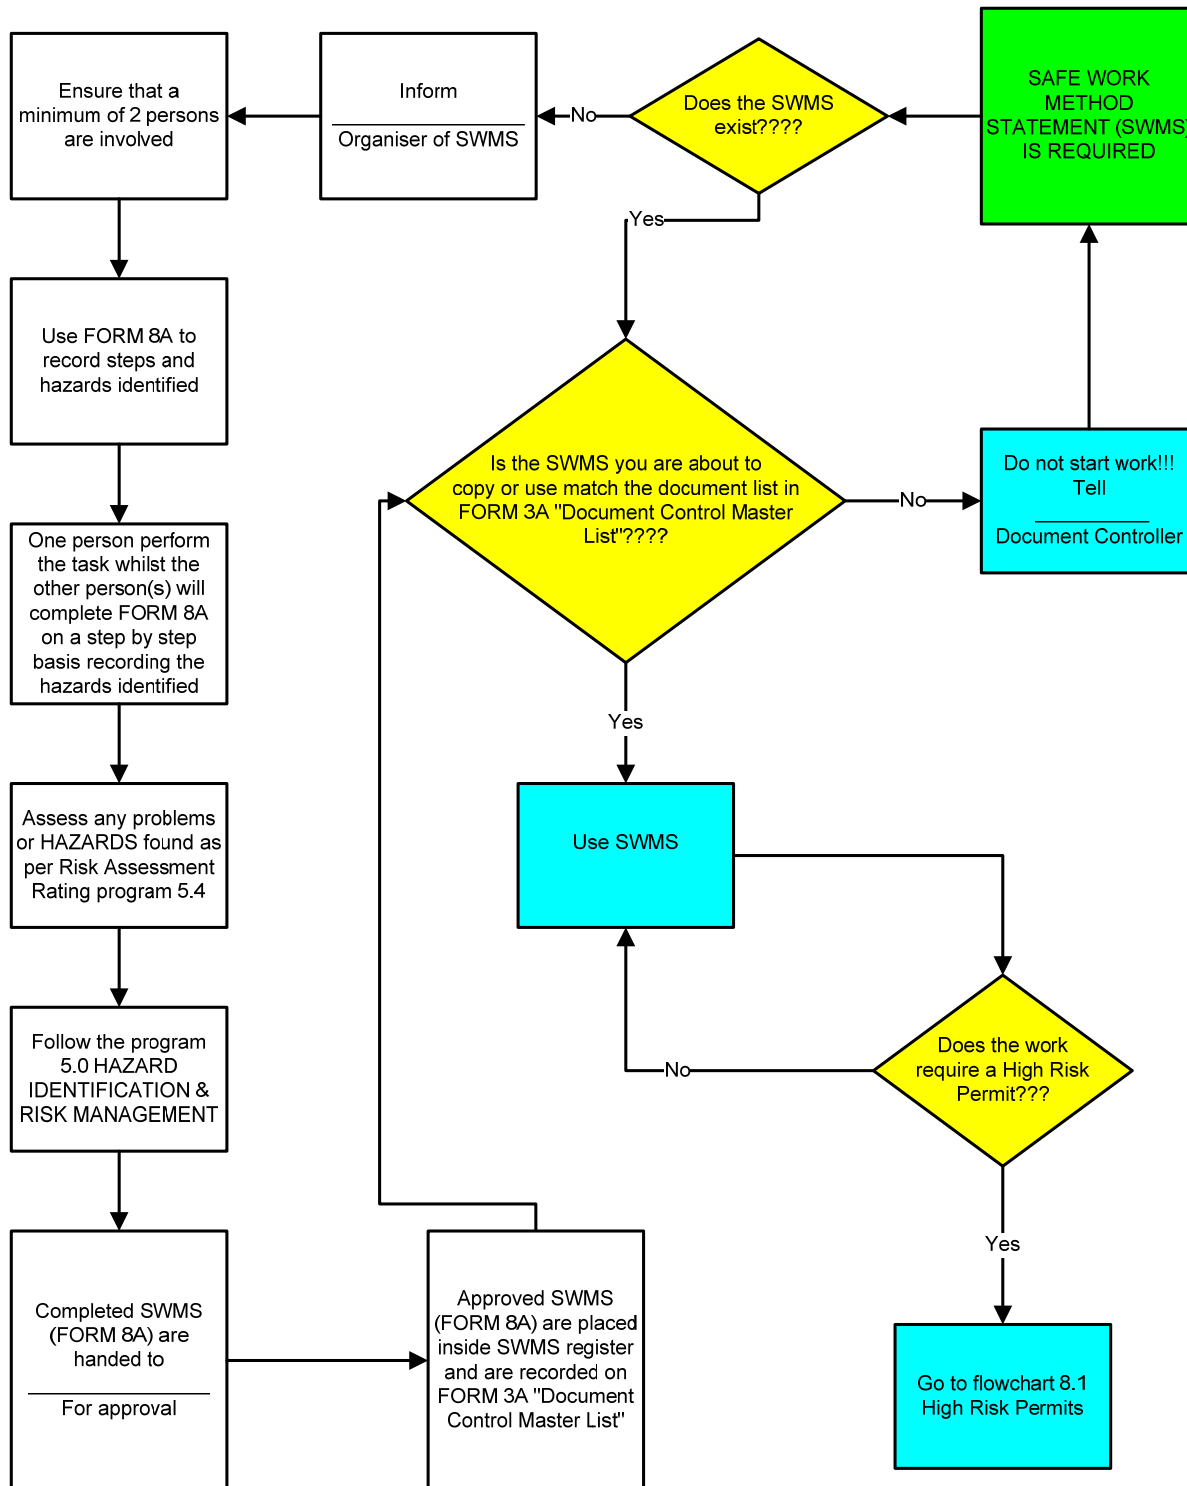 SAFE WORK
METHOD
STATEMENT (SWMS)
IS REQUIRED
Does the SWMS
exist????
No
Inform
Organiser of SWMS
Ensure that a
minimum of 2 persons
are involved
Use FORM 8A to
record steps and
hazards identified
One person perform
the task whilst the
other person(s) will
complete FORM 8A
on a step by step
basis recording the
hazards identified
Assess any problems
or HAZARDS found as
per Risk Assessment
Rating program 5.4
Follow the program
5.0 HAZARD
IDENTIFICATION &
RISK MANAGEMENT
Completed SWMS
(FORM 8A) are
handed to
For approval
Approved SWMS
(FORM 8A) are placed
inside SWMS register
and are recorded on
FORM 3A "Document
Control Master List"
Yes
Is the SWMS you are about to
copy or use match the document list in
FORM 3A "Document Control Master
List"????
No
Do not start work!!!
Tell
Document Controller
Yes
Use SWMS
Does the work
require a High Risk
Permit???
No
Yes
Go to flowchart 8.1
High Risk Permits